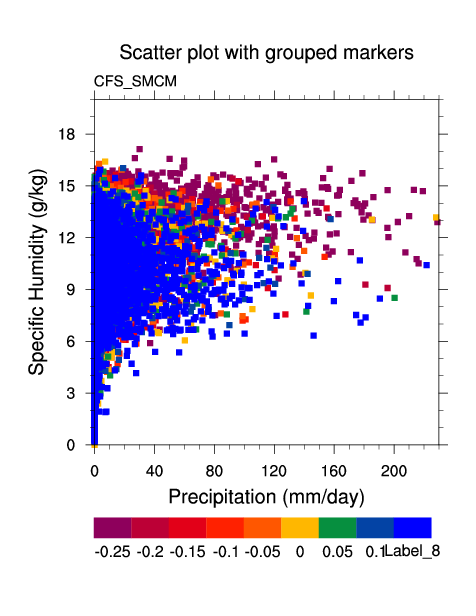 Scatter plot with grouped markers
CFS_SMCM
18
15
12
9
6
3
0
Specific Humidity (g/kg)
0 40 80 120 160 200
Precipitation (mm/day)
-0.25 -0.2 -0.15 -0.1 -0.05 0 0.05 0.1 Label_8